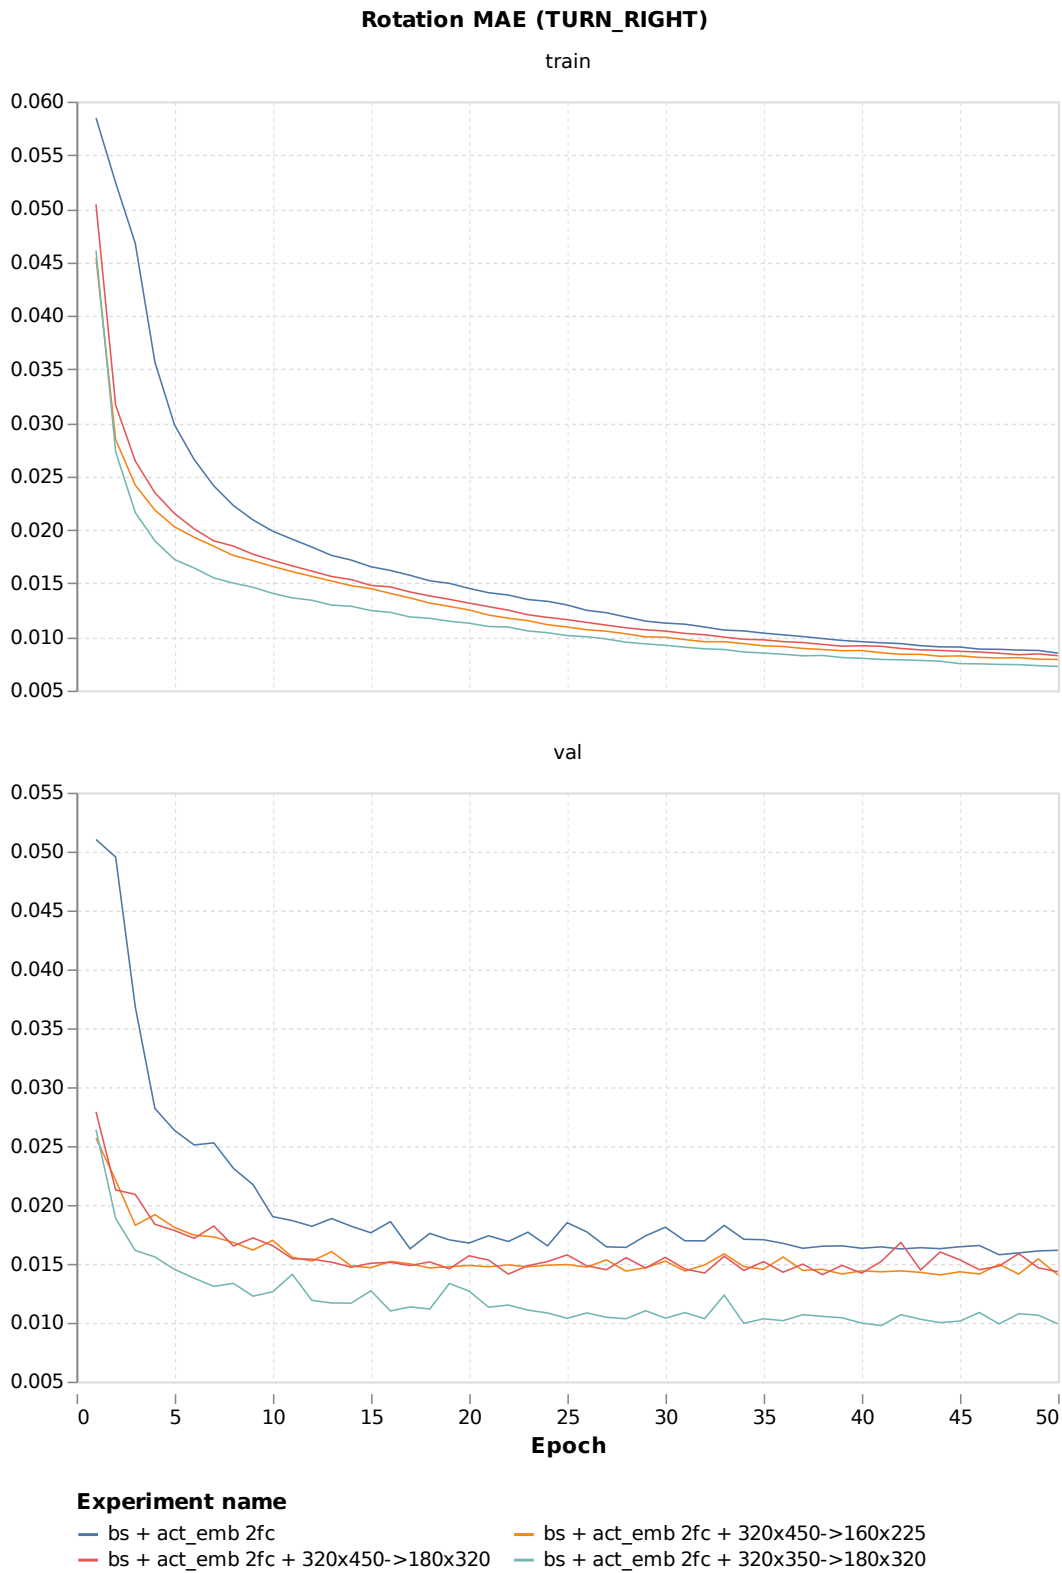 Rotation MAE (TURN_RIGHT)
train
0.060
0.055
0.050
0.045
0.040
0.035
0.030
0.025
0.020
0.015
0.010
0.005
val
0.055
0.050
0.045
0.040
0.035
0.030
0.025
0.020
0.015
0.010
0.005
0 5 10 15 20 25 30 35 40 45 50
Epoch
Experiment name
bs + act_emb 2fc
bs + act_emb 2fc + 320x450->160x225
bs + act_emb 2fc + 320x450->180x320
bs + act_emb 2fc + 320x350->180x320